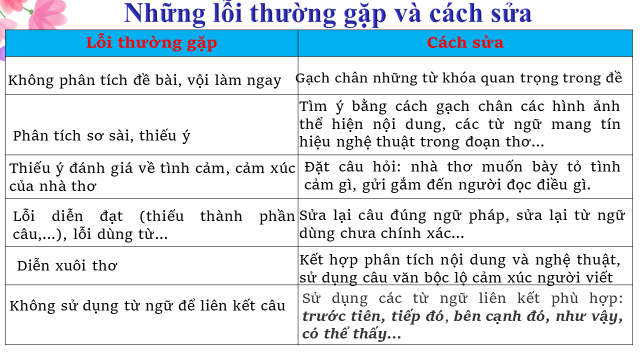 Những lỗi thường gặp và cách sửa
Lỗi thường gặp
Cách sửa
Không phân tích đề bài, vội làm ngay
Gạch chân những từ khóa quan trọng trong đề
Phân tích sơ sài, thiếu ý
Tìm ý bằng cách gạch chân các hình ảnh
thể hiện nội dung, các từ ngữ mang tín
hiệu nghệ thuật trong đoạn thơ...
Thiếu ý đánh giá về tình cảm, cảm xúc
của nhà thơ
Đặt câu hỏi: nhà thơ muốn bày tỏ tình
cảm gì, gửi gắm đến người đọc điều gì.
Lỗi diễn đạt (thiếu thành phần
câu,...), lỗi dùng từ...
Sửa lại câu đúng ngữ pháp, sửa lại từ ngữ
dùng chưa chính xác...
Diễn xuôi thơ
Kết hợp phân tích nội dung và nghệ thuật,
sử dụng câu văn bộc lộ cảm xúc người viết
Không sử dụng từ ngữ để liên kết câu
Sử dụng các từ ngữ liên kết phù hợp:
trước tiên, tiếp đó, bên cạnh đó, như vậy,
có thể thấy...